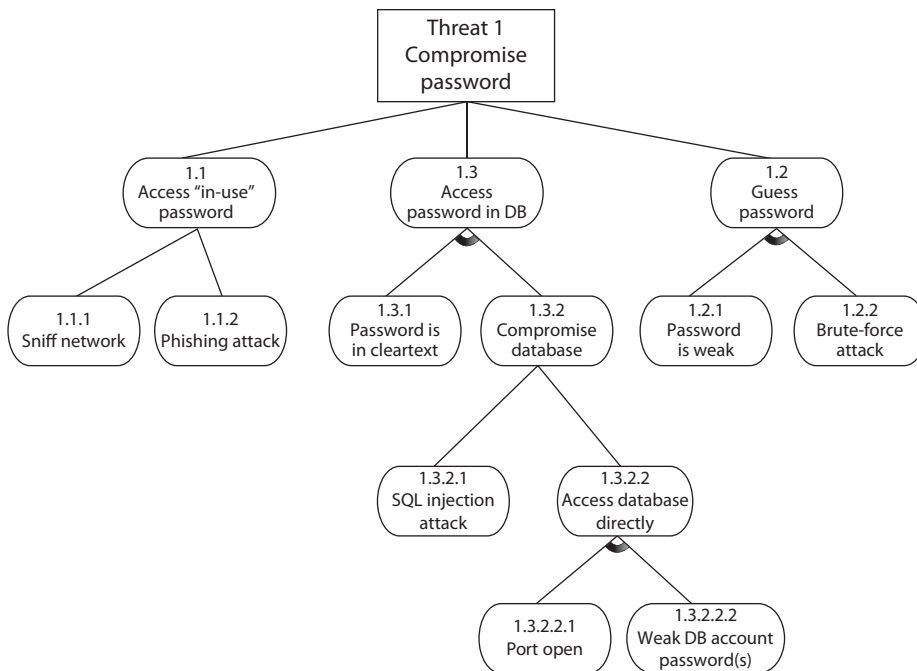 Threat 1
Compromise
password
1.1
Access “in-use”
password
1.3
Access
password in DB
1.2
Guess
password
1.1.1
Sniff network
1.1.2
Phishing attack
1.3.1
Password is
in cleartext
1.3.2
Compromise
database
1.2.1
Password
is weak
1.2.2
Brute-force
attack
1.3.2.1
SQL injection
attack
1.3.2.2
Access database
directly
1.3.2.2.1
Port open
1.3.2.2.2
Weak DB account
password(s)